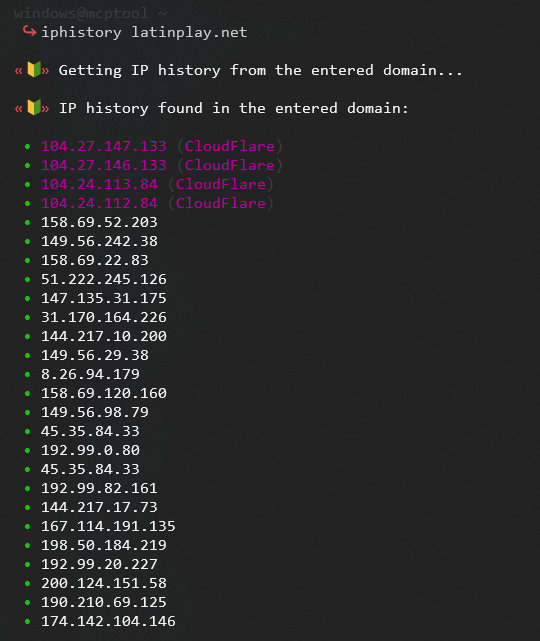 windows@mcptool ~
↪ iphistory latinplay.net
«🔰» Getting IP history from the entered domain...
«🔰» IP history found in the entered domain:
• 104.27.147.133 (CloudFlare)
• 104.27.146.133 (CloudFlare)
• 104.24.113.84 (CloudFlare)
• 104.24.112.84 (CloudFlare)
• 158.69.52.203
• 149.56.242.38
• 158.69.22.83
• 51.222.245.126
• 147.135.31.175
• 31.170.164.226
• 144.217.10.200
• 149.56.29.38
• 8.26.94.179
• 158.69.120.160
• 149.56.98.79
• 45.35.84.33
• 192.99.0.80
• 45.35.84.33
• 192.99.82.161
• 144.217.17.73
• 167.114.191.135
• 198.50.184.219
• 192.99.20.227
• 200.124.151.58
• 190.210.69.125
• 174.142.104.146